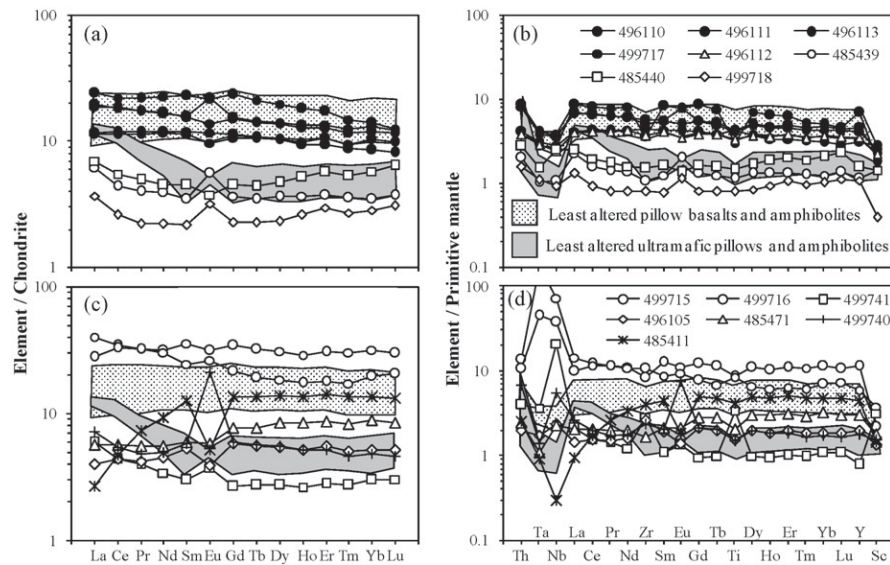 (a)
100
10
1
(b)
496110 496111 496113
499717 496112 485439
485440 499718
100
10
1
0.1
Least altered pillow basalts and amphibolites
Least altered ultramafic pillows and amphibolites
Element / Chondrite
Element / Primitive mantle
(c)
100
10
1
La Ce Pr Nd Sm Eu Gd Tb Dy Ho Er Tm Yb Lu
(d)
499715 499716 499741
496105 485471 499740
485411
100
10
1
0.1
Ta La Pr Zr Eu Tb Dy Er Yb Y
Th Nb Ce Nd Sm Gd Ti Ho Tm Lu Sc